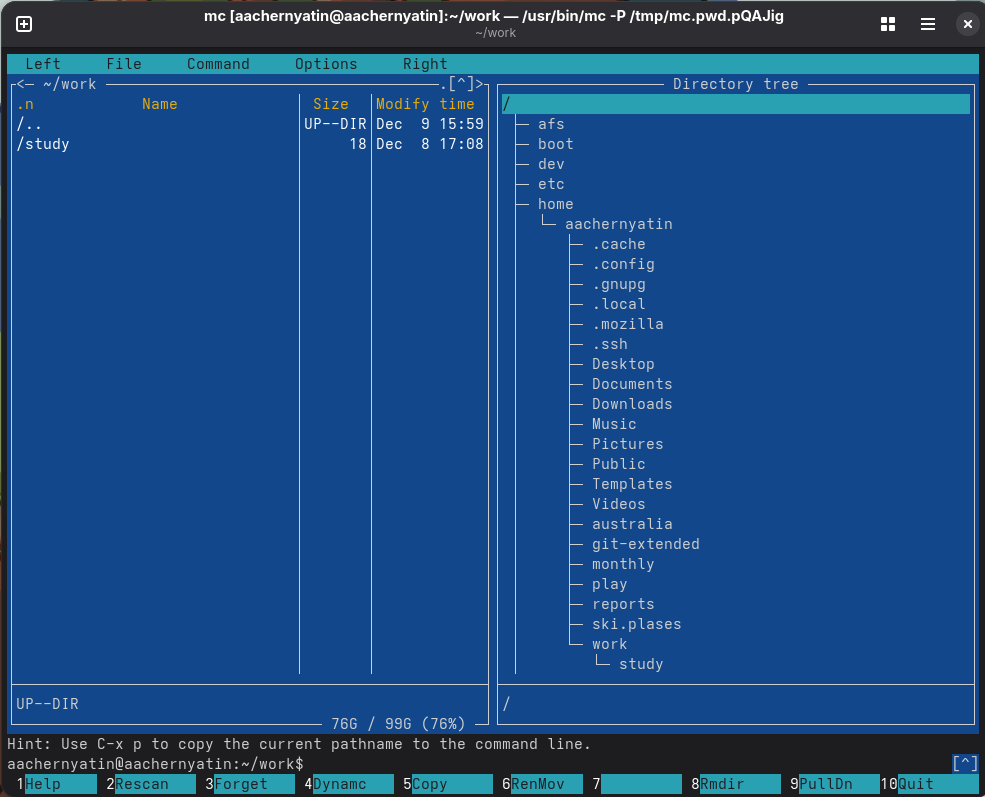 mc [aachernyatin@aachernyatin]:~/work — /usr/bin/mc -P /tmp/mc.pwd.pQAJig
~/work
Left File Command Options Right
<— ~/work .[^]>
.n Name Size Modify time
/.. UP--DIR Dec 9 15:59
/study 18 Dec 8 17:08
UP--DIR
76G / 99G (76%)
Directory tree
/
afs
boot
dev
etc
home
aachernyatin
.cache
.config
.gnupg
.local
.mozilla
.ssh
Desktop
Documents
Downloads
Music
Pictures
Public
Templates
Videos
australia
git-extended
monthly
play
reports
ski.plases
work
study
/
Hint: Use C-x p to copy the current pathname to the command line.
aachernyatin@aachernyatin:~/work$ [^]
1Help 2Rescan 3Forget 4Dynamc 5Copy 6RenMov 7 8Rmdir 9PullDn 10Quit